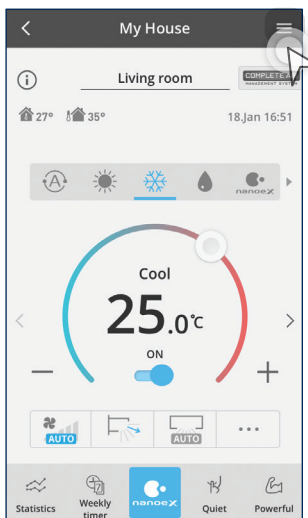 My House
Living room
COMPLETE A
MANAGEMENT SYSTEM
27° 35° 18.Jan 16:51
A
nanoeX
Cool
25.0°C
ON
AUTO AUTO
Statistics Weekly timer nanoeX Quiet Powerful